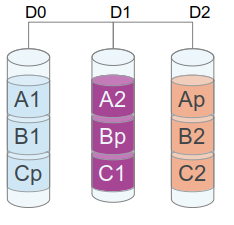 D0 D1 D2
A1 A2 Ap
B1 Bp B2
Cp C1 C2